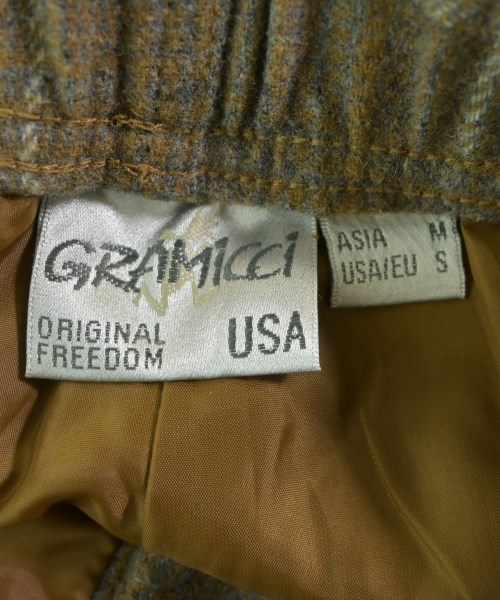 GRAMiCCi
ORIGINAL
FREEDOM
USA
ASIA M
USA/EU S